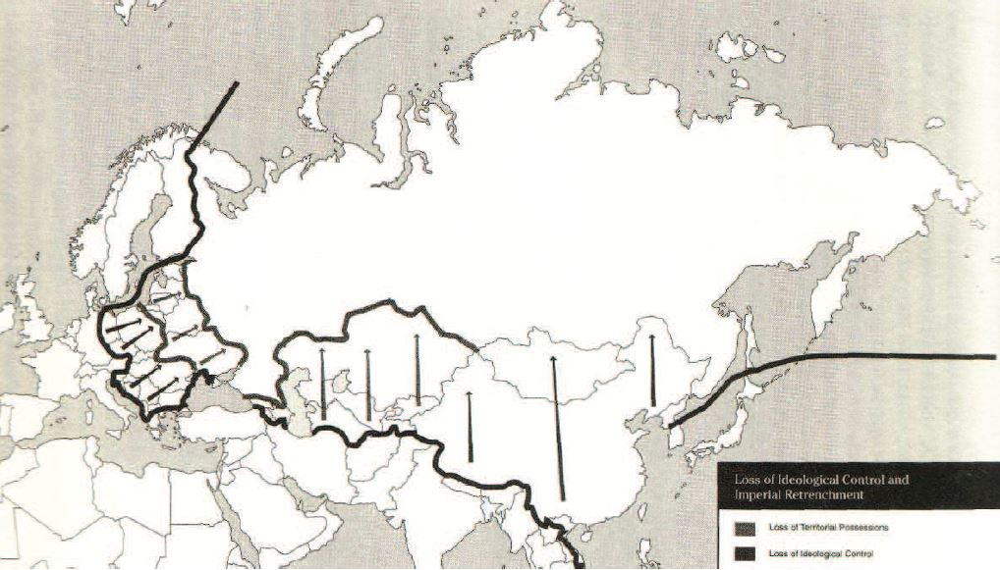 Loss of Ideological Control and
Imperial Retrenchment
Loss of Territorial Possessions
Loss of Ideological Control